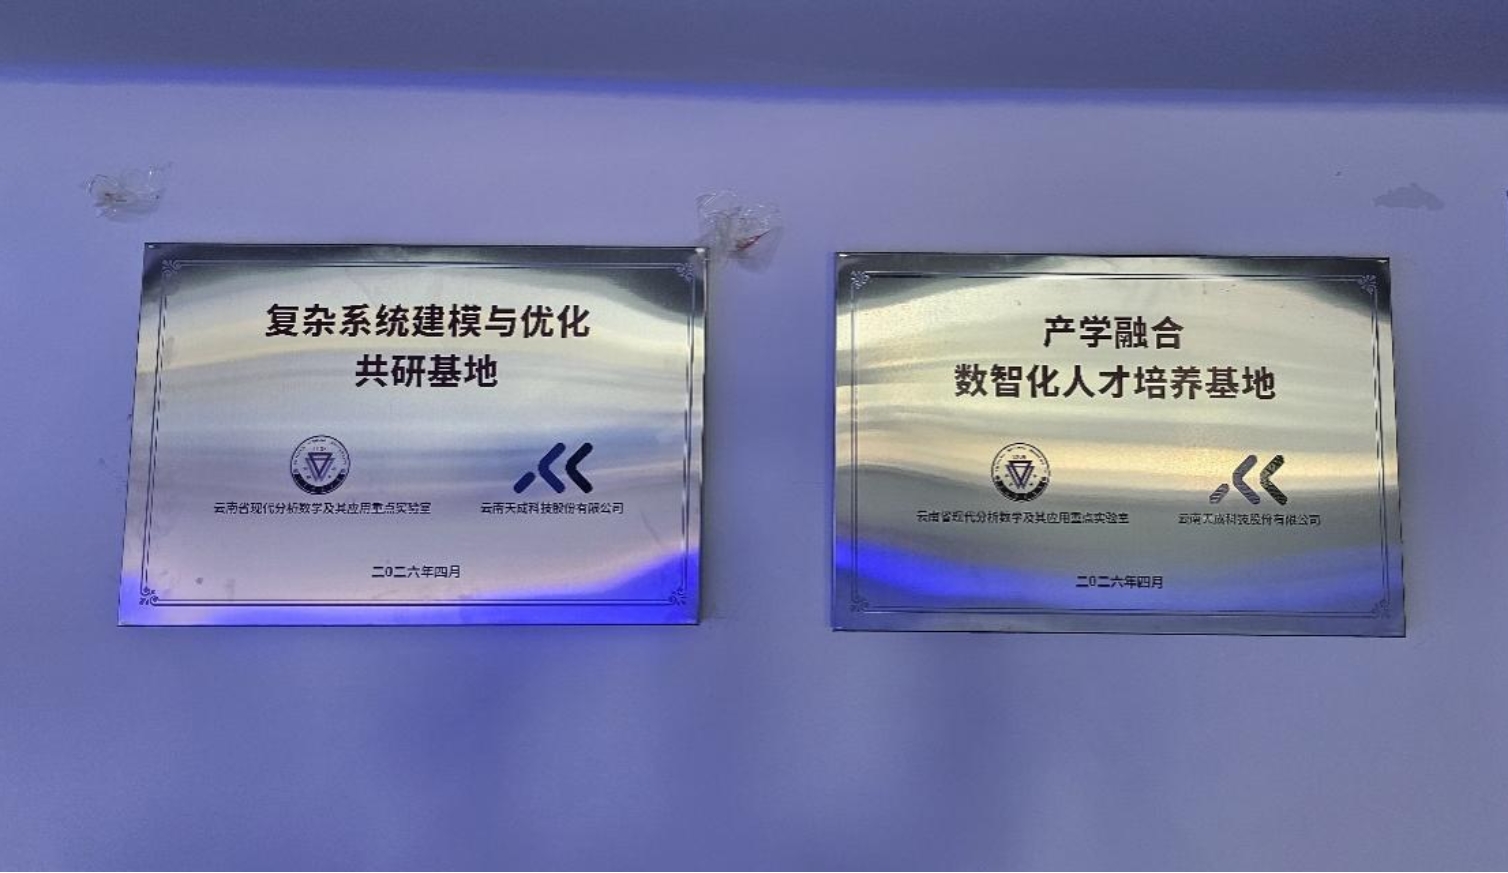 复杂系统建模与优化
共研基地
云南省现代分析数学及其应用重点实验室
云南天成科技股份有限公司
二0二六年四月
产学融合
数智化人才培养基地
云南省现代分析数学及其应用重点实验室
云南天成科技股份有限公司
二0二六年四月